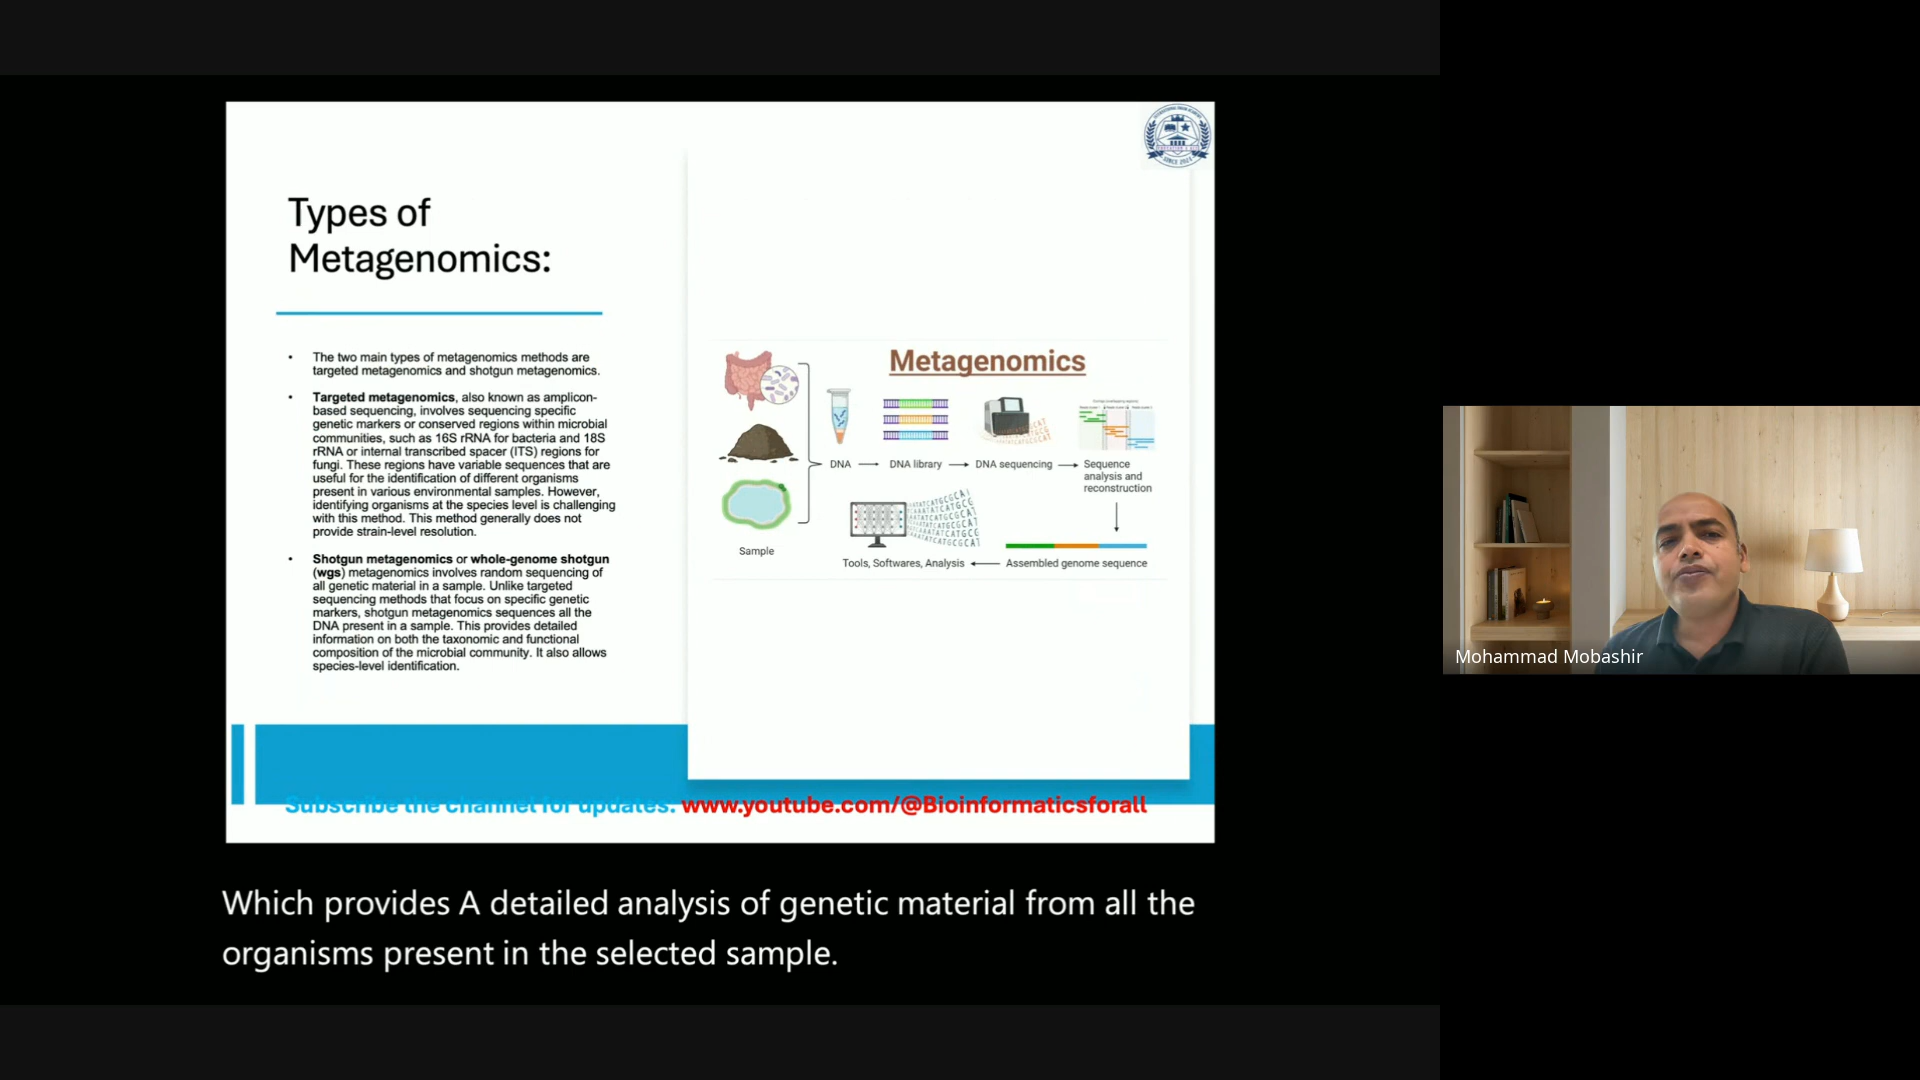 Types of
Metagenomics:
• The two main types of metagenomics methods are
targeted metagenomics and shotgun metagenomics.
• Targeted metagenomics, also known as amplicon-
based sequencing, involves sequencing specific
genetic markers or conserved regions within microbial
communities, such as 16S rRNA for bacteria and 18S
rRNA or internal transcribed spacer (ITS) regions for
fungi. These regions have variable sequences that are
useful for the identification of different organisms
present in various environmental samples. However,
identifying organisms at the species level is challenging
with this method. This method generally does not
provide strain-level resolution.
• Shotgun metagenomics or whole-genome shotgun
(wgs) metagenomics involves random sequencing of
all genetic material in a sample. Unlike targeted
sequencing methods that focus on specific genetic
markers, shotgun metagenomics sequences all the
DNA present in a sample. This provides detailed
information on both the taxonomic and functional
composition of the microbial community. It also allows
species-level identification.
Metagenomics
DNA
DNA library
DNA sequencing
Sequence
analysis and
reconstruction
Sample
Tools, Softwares, Analysis
Assembled genome sequence
Subscribe the channel for updates: www.youtube.com/@Bioinformaticsforall
Which provides A detailed analysis of genetic material from all the
organisms present in the selected sample.
Mohammad Mobashir